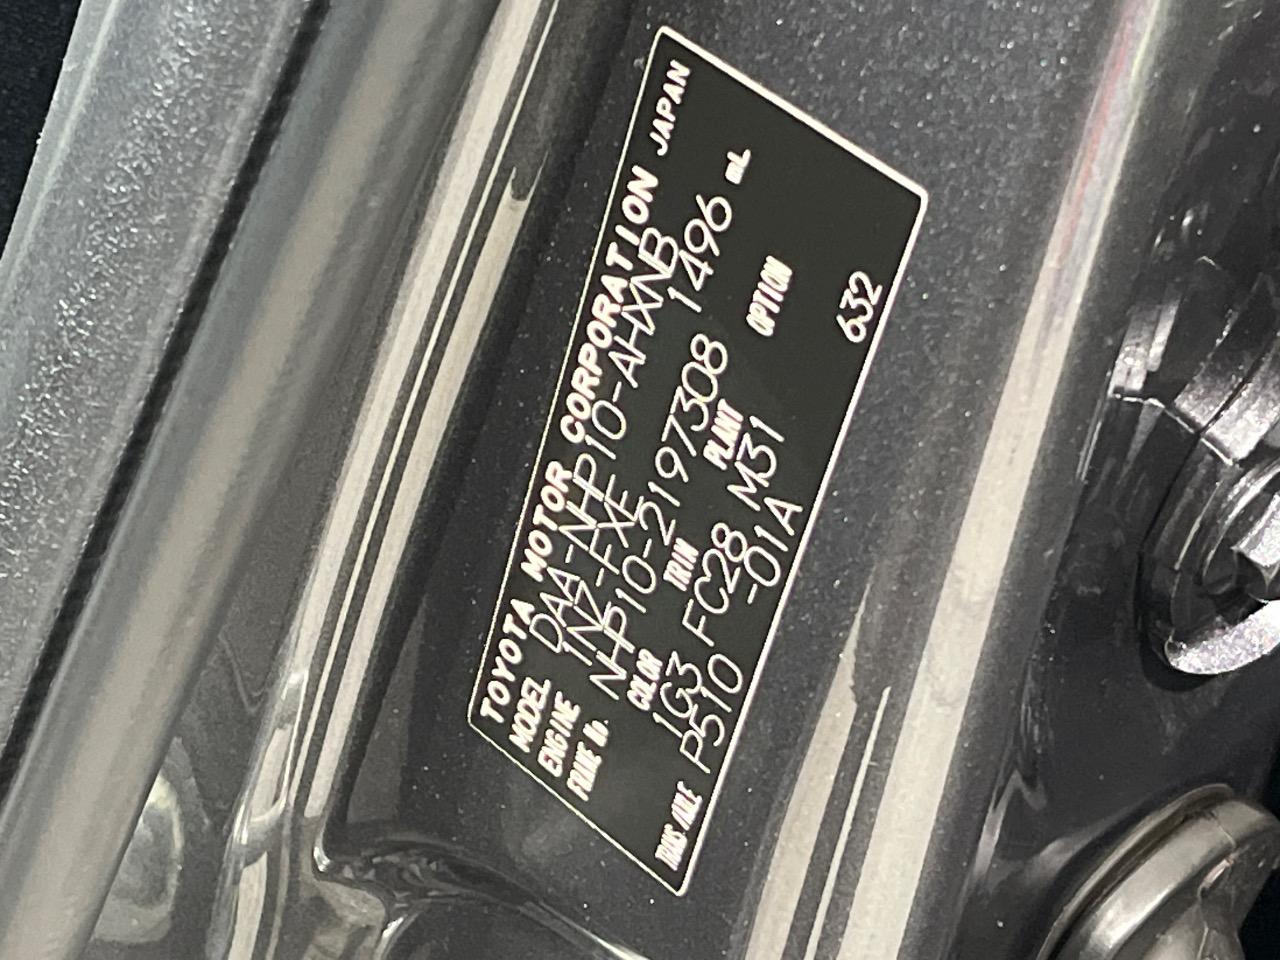 TOYOTA MOTOR CORPORATION JAPAN
MODEL DAA-NHP10-AHXNB
ENGINE 1NZ-FXE 1496 mL
FRAME No. NHP10-2197308
COLOR TRIM PLANT OPTION
1G3 FC28 M31
TRANS.AXLE P510 -01A 632